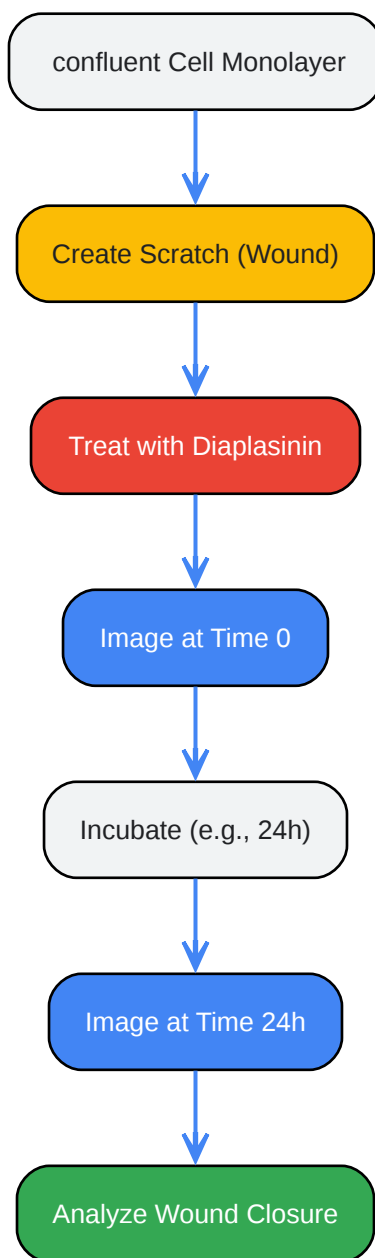 confluent Cell Monolayer
Create Scratch (Wound)
Treat with Diaplasinin
Image at Time 0
Incubate (e.g., 24h)
Image at Time 24h
Analyze Wound Closure